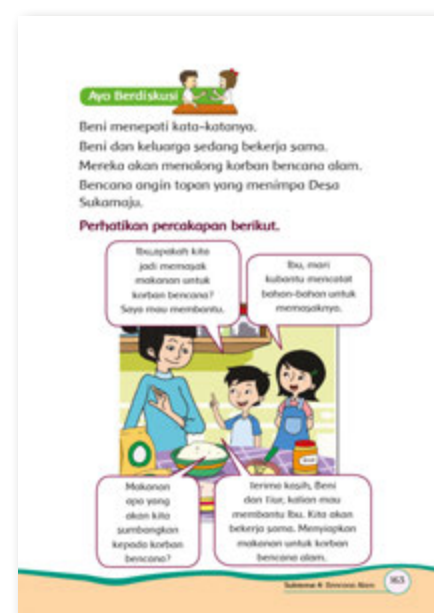 Ayo Berdiskusi
Beni menepati kata-katanya.
Beni dan keluarga sedang bekerja sama.
Mereka akan menolong korban bencana alam.
Bencana angin topan yang menimpa Desa
Sukamaju.
Perhatikan percakapan berikut.
Ibu,apakah kita
jadi memasak
makanan untuk
korban bencana?
Saya mau membantu.
Ibu, mari
kubantu mencatat
bahan-bahan untuk
memasaknya.
Makanan
apa yang
akan kita
sumbangkan
kepada korban
bencana?
Terima kasih, Beni
dan Tiur, kalian mau
membantu Ibu. Kita akan
bekerja sama. Menyiapkan
makanan untuk korban
bencana alam.
Subtema 4: Bencana Alam
163